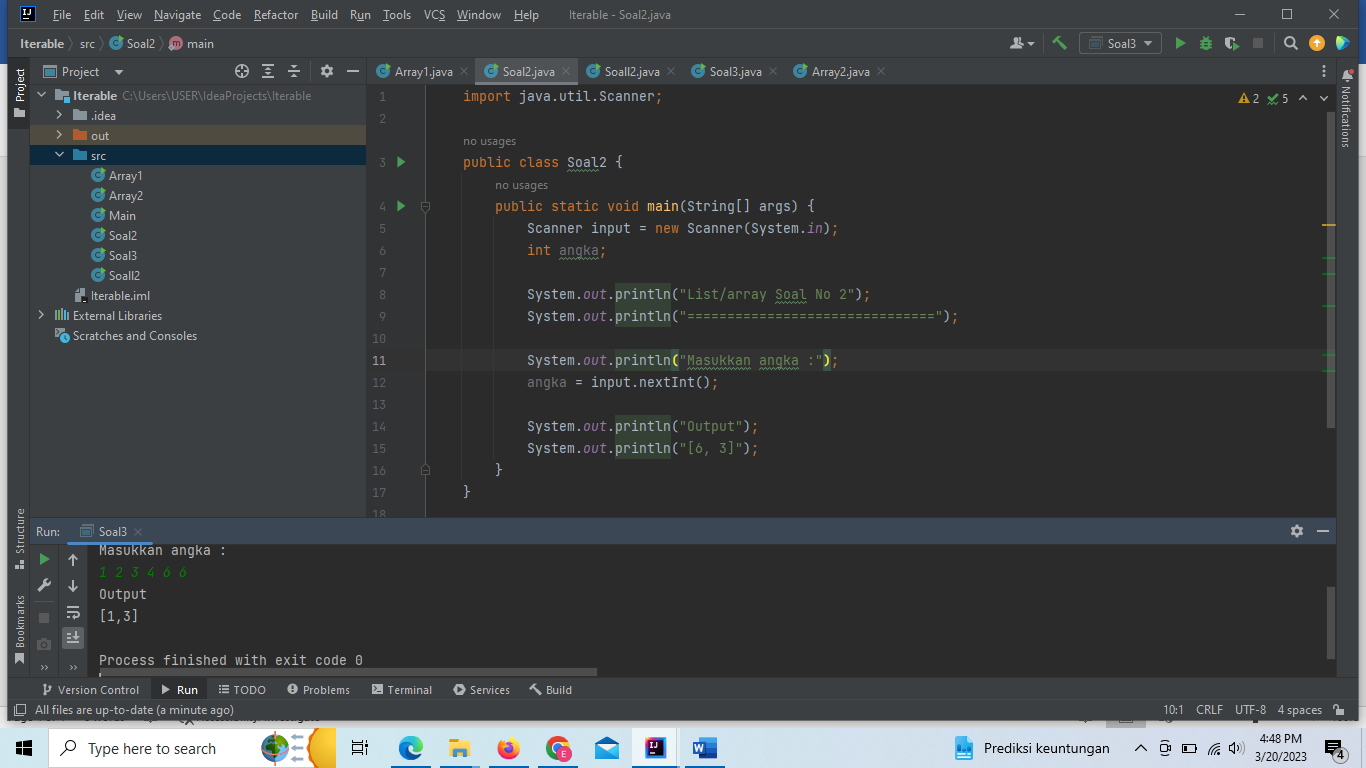 File Edit View Navigate Code Refactor Build Run Tools VCS Window Help Iterable - Soal2.java
Iterable src Soal2 main Soal3
Project
Array1.java Soal2.java Soall2.java Soal3.java Array2.java
Project
Notifications
Iterable C:\Users\USER\IdeaProjects\Iterable
.idea
out
src
Array1
Array2
Main
Soal2
Soal3
Soall2
Iterable.iml
External Libraries
Scratches and Consoles
2 5
1 import java.util.Scanner;
2
no usages
3 public class Soal2 {
no usages
4 public static void main(String[] args) {
5 Scanner input = new Scanner(System.in);
6 int angka;
7
8 System.out.println("List/array Soal No 2");
9 System.out.println("===============================");
10
11 System.out.println("Masukkan angka :");
12 angka = input.nextInt();
13
14 System.out.println("Output");
15 System.out.println("[6, 3]");
16 }
17 }
18
Structure
Bookmarks
Run: Soal3
Masukkan angka :
1 2 3 4 6 6
Output
[1,3]
Process finished with exit code 0
Version Control Run TODO Problems Terminal Services Build
All files are up-to-date (a minute ago) 10:1 CRLF UTF-8 4 spaces
Type here to search Prediksi keuntungan 4:48 PM
3/20/2023
4